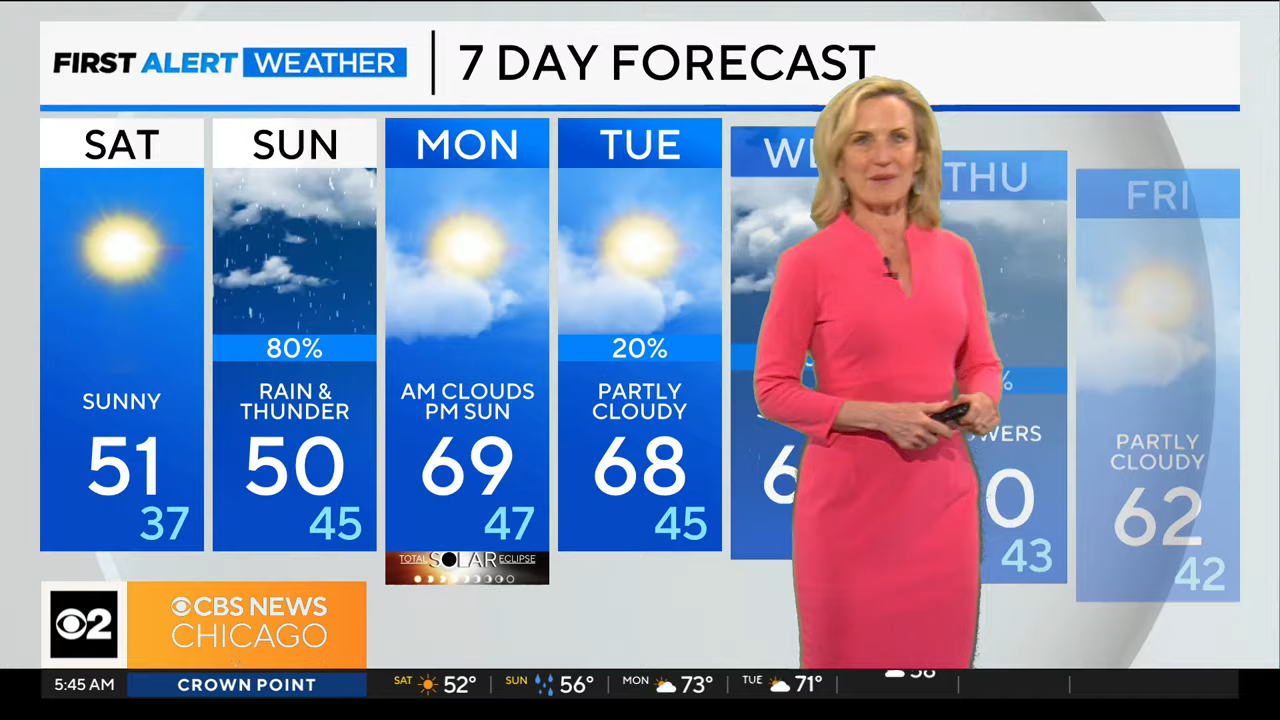 FIRST ALERT WEATHER
7 DAY FORECAST
SAT
SUNNY
51
37
SUN
80%
RAIN &
THUNDER
50
45
MON
AM CLOUDS
PM SUN
69
47
TOTAL SOLAR ECLIPSE
TUE
20%
PARTLY
CLOUDY
68
45
THU
43
FRI
PARTLY
CLOUDY
62
42
2
CBS NEWS
CHICAGO
5:45 AM
CROWN POINT
SAT 52°
SUN 56°
MON 73°
TUE 71°